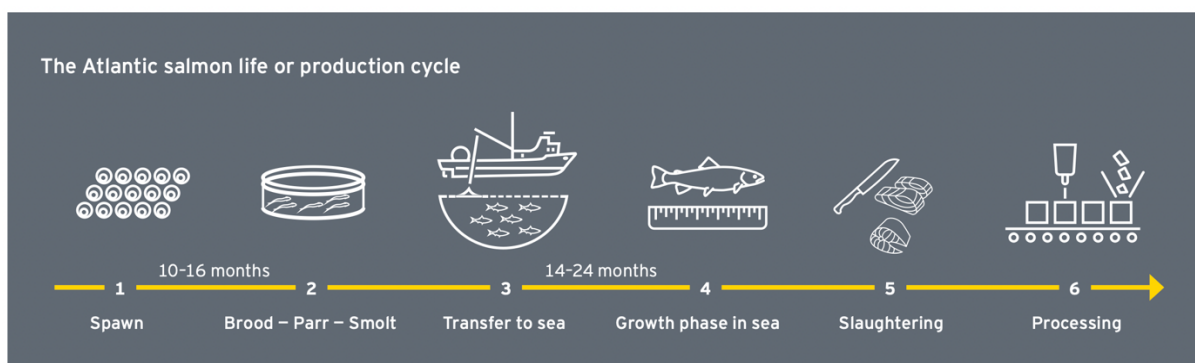 The Atlantic salmon life or production cycle
10–16 months
14–24 months
1
2
3
4
5
6
Spawn
Brood – Parr – Smolt
Transfer to sea
Growth phase in sea
Slaughtering
Processing